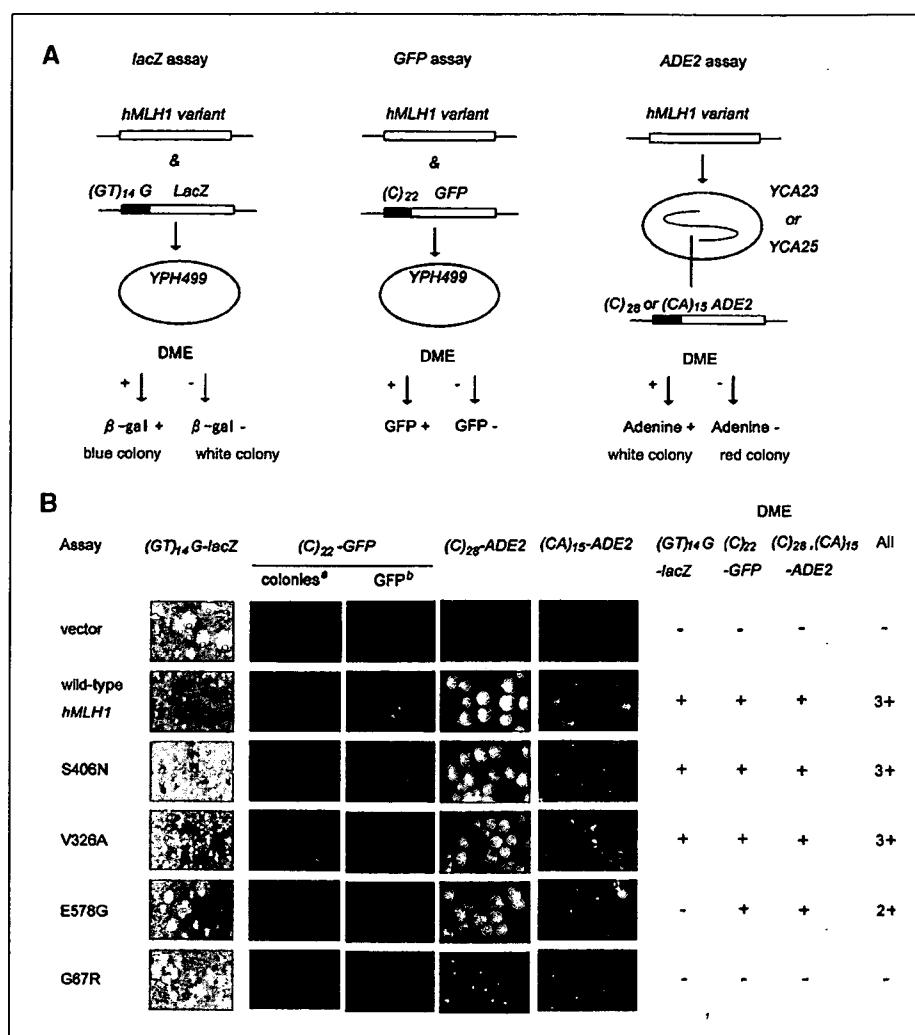 A
lacZ assay GFP assay ADE2 assay
hMLH1 variant hMLH1 variant hMLH1 variant
& &
(GT)14 G LacZ (C)22 GFP YCA23 or YCA25
YPH499 YPH499
(C)28 or (CA)15 ADE2
DME DME DME
+ - + - + -
β-gal + β-gal - GFP + GFP - Adenine + Adenine -
blue colony white colony white colony red colony
B
DME
Assay (GT)14 G-lacZ (C)22 -GFP (C)28-ADE2 (CA)15-ADE2 (GT)14 G -lacZ (C)22 -GFP (C)28 ,(CA)15 -ADE2 All
colonies a GFP b
vector - - - -
wild-type hMLH1 + + + 3+
S406N + + + 3+
V326A + + + 3+
E578G - + + 2+
G67R - - - -